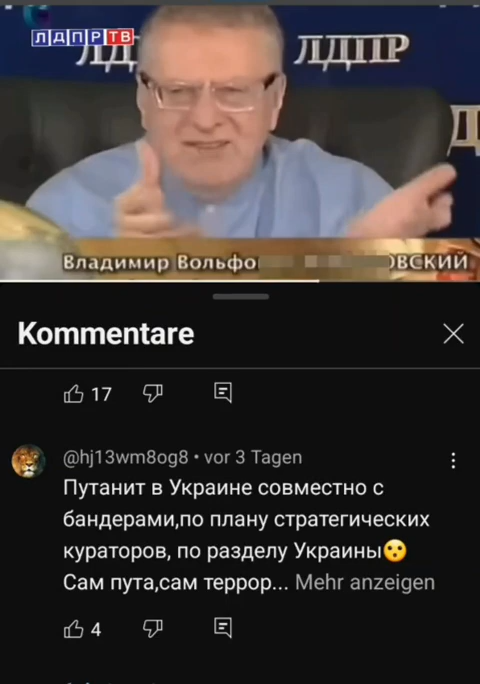 ЛДПР ТВ
ЛДПР
Владимир Вольфо
ОВСКИЙ
Kommentare
17
@hj13wm8og8 • vor 3 Tagen
Путанит в Украине совместно с
бандерами,по плану стратегических
кураторов, по разделу Украины😮
Сам пута,сам террор... Mehr anzeigen
4